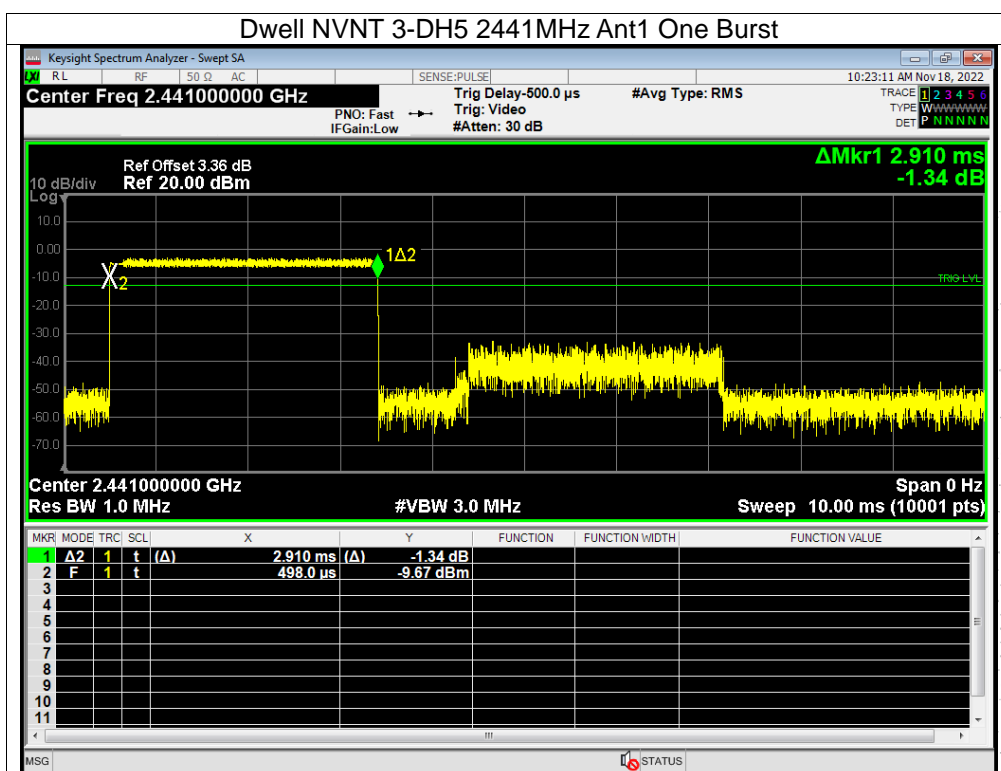 Dwell NVNT 3-DH5 2441MHz Ant1 One Burst
Keysight Spectrum Analyzer - Swept SA
LXI RL RF 50 Ω AC SENSE:PULSE 10:23:11 AM Nov 18, 2022
Center Freq 2.441000000 GHz Trig Delay-500.0 µs #Avg Type: RMS TRACE 1 2 3 4 5 6
PNO: Fast Trig: Video TYPE WWWWWW
IFGain:Low #Atten: 30 dB DET P N N N N N
ΔMkr1 2.910 ms
-1.34 dB
Ref Offset 3.36 dB
10 dB/div Ref 20.00 dBm
Log
10.0
0.00
1Δ2
-10.0
2
TRIG LVL
-20.0
-30.0
-40.0
-50.0
-60.0
-70.0
Center 2.441000000 GHz Span 0 Hz
Res BW 1.0 MHz #VBW 3.0 MHz Sweep 10.00 ms (10001 pts)
MKR MODE TRC SCL X Y FUNCTION FUNCTION WIDTH FUNCTION VALUE
1 Δ2 1 t (Δ) 2.910 ms (Δ) -1.34 dB
2 F 1 t 498.0 µs -9.67 dBm
3
4
5
6
7
8
9
10
11
MSG STATUS